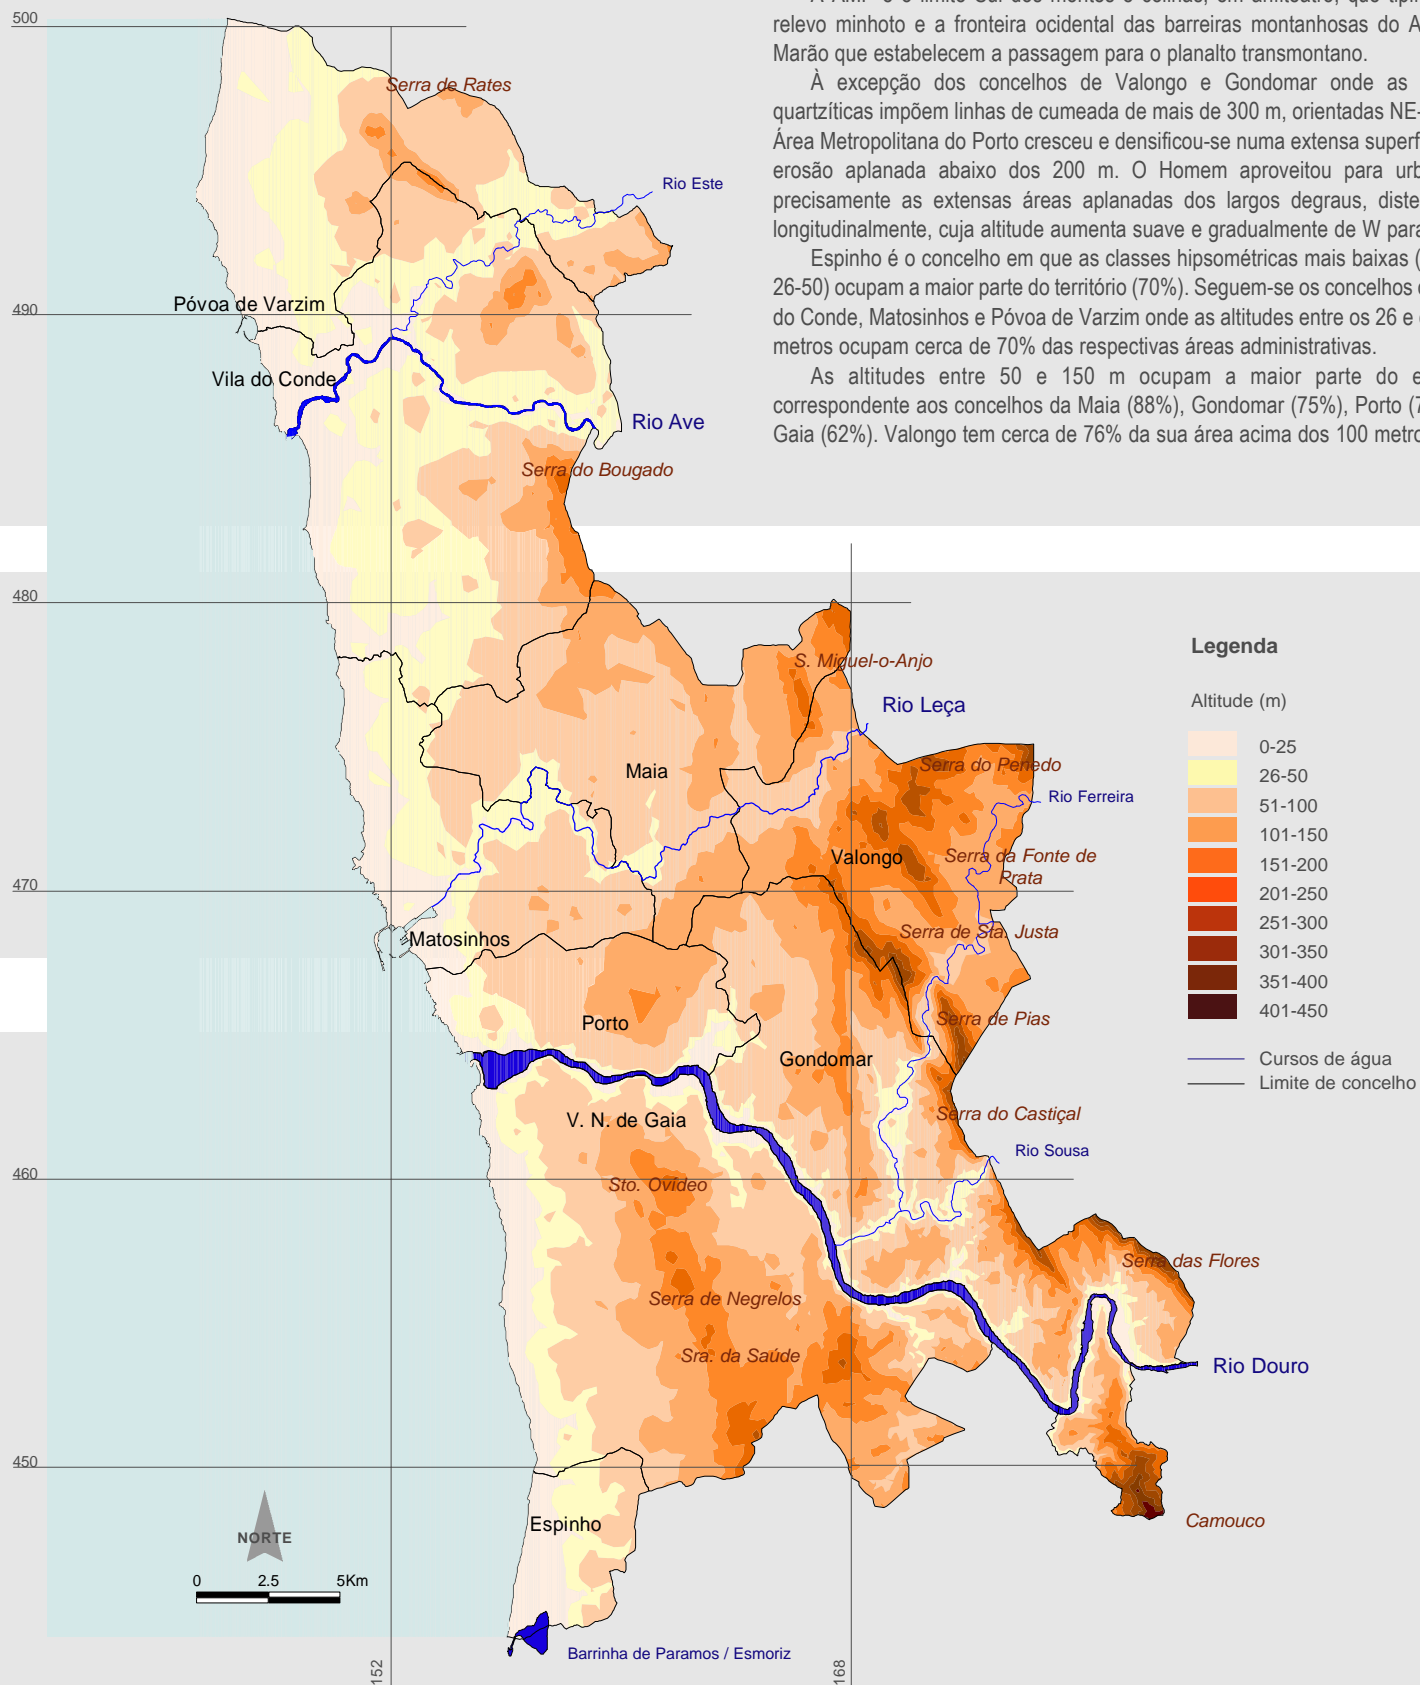 relevo minhoto e a fronteira ocidental das barreiras montanhosas do A
Marão que estabelecem a passagem para o planalto transmontano.
À excepção dos concelhos de Valongo e Gondomar onde as
quartzíticas impõem linhas de cumeada de mais de 300 m, orientadas NE-
Área Metropolitana do Porto cresceu e densificou-se numa extensa superf
erosão aplanada abaixo dos 200 m. O Homem aproveitou para urb
precisamente as extensas áreas aplanadas dos largos degraus, diste
longitudinalmente, cuja altitude aumenta suave e gradualmente de W para
Espinho é o concelho em que as classes hipsométricas mais baixas (
26-50) ocupam a maior parte do território (70%). Seguem-se os concelhos
do Conde, Matosinhos e Póvoa de Varzim onde as altitudes entre os 26 e
metros ocupam cerca de 70% das respectivas áreas administrativas.
As altitudes entre 50 e 150 m ocupam a maior parte do e
correspondente aos concelhos da Maia (88%), Gondomar (75%), Porto (7
Gaia (62%). Valongo tem cerca de 76% da sua área acima dos 100 metro
500
Serra de Rates
Rio Este
Póvoa de Varzim
490
Vila do Conde
Rio Ave
Serra do Bougado
480
S. Miguel-o-Anjo
Rio Leça
Maia
Serra do Penedo
Rio Ferreira
Valongo
Serra da Fonte de
Prata
470
Matosinhos
Serra de Sta. Justa
Porto
Serra de Pias
Gondomar
V. N. de Gaia
Serra do Castiçal
Rio Sousa
460
Sto. Ovídeo
Serra das Flores
Serra de Negrelos
Sra. da Saúde
Rio Douro
450
Espinho
Camouco
NORTE
0 2.5 5Km
Barrinha de Paramos / Esmoriz
152
168
Legenda
Altitude (m)
0-25
26-50
51-100
101-150
151-200
201-250
251-300
301-350
351-400
401-450
Cursos de água
Limite de concelho